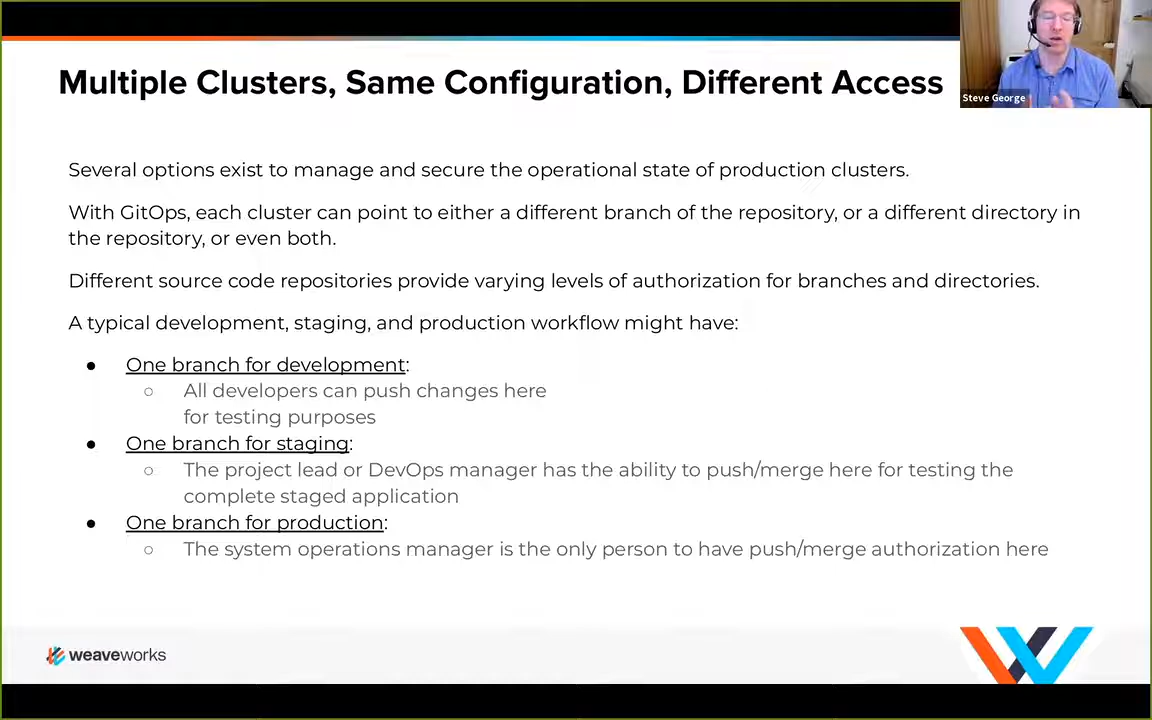 Multiple Clusters, Same Configuration, Different Access
Steve George
Several options exist to manage and secure the operational state of production clusters.
With GitOps, each cluster can point to either a different branch of the repository, or a different directory in
the repository, or even both.
Different source code repositories provide varying levels of authorization for branches and directories.
A typical development, staging, and production workflow might have:
● One branch for development:
○ All developers can push changes here
for testing purposes
● One branch for staging:
○ The project lead or DevOps manager has the ability to push/merge here for testing the
complete staged application
● One branch for production:
○ The system operations manager is the only person to have push/merge authorization here
weaveworks